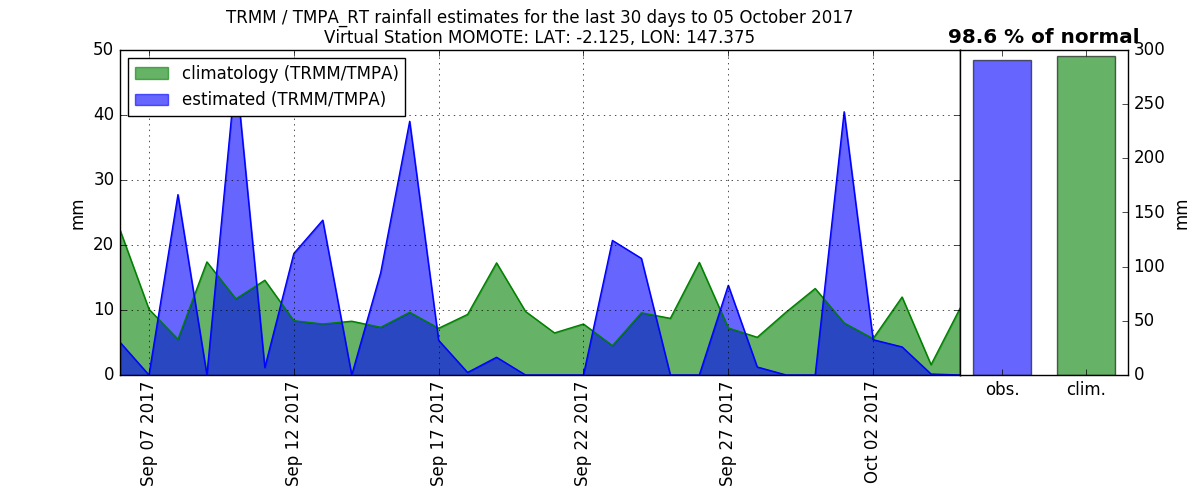 TRMM / TMPA_RT rainfall estimates for the last 30 days to 05 October 2017
Virtual Station MOMOTE: LAT: -2.125, LON: 147.375
98.6 % of normal
climatology (TRMM/TMPA)
estimated (TRMM/TMPA)
50
40
30
20
10
0
mm
Sep 07 2017
Sep 12 2017
Sep 17 2017
Sep 22 2017
Sep 27 2017
Oct 02 2017
300
250
200
150
100
50
0
mm
obs.
clim.